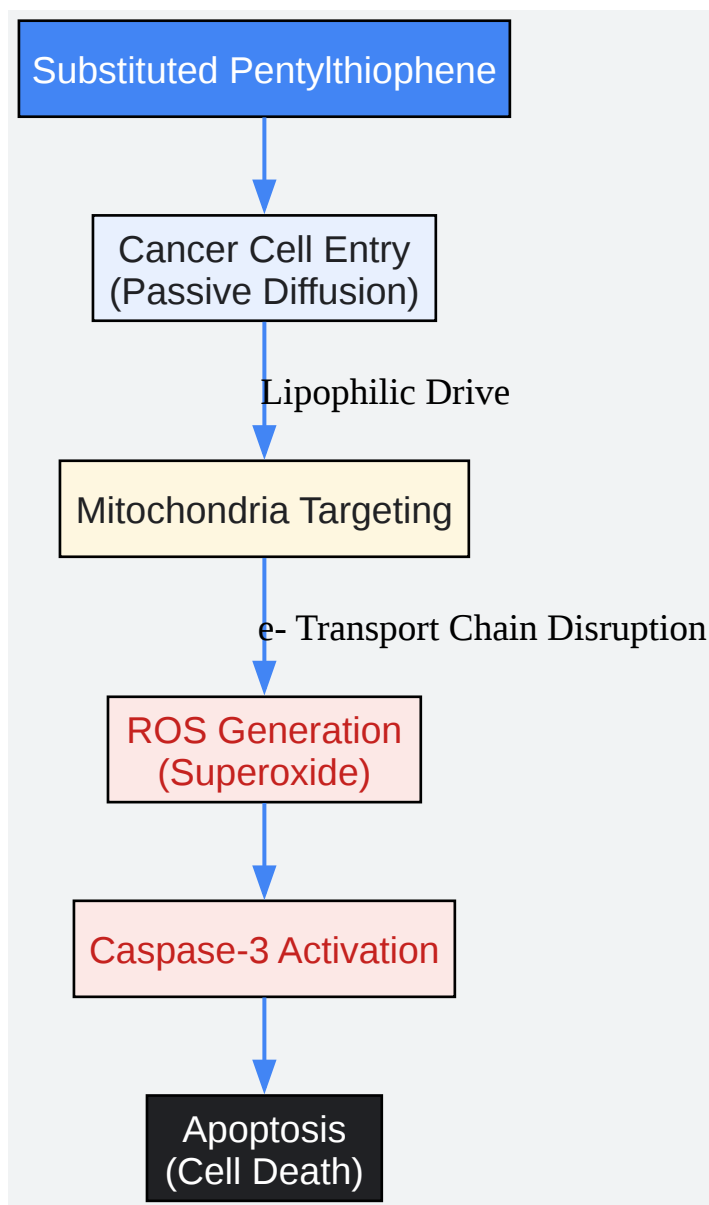 Substituted Pentylthiophene
Cancer Cell Entry
(Passive Diffusion)
Lipophilic Drive
Mitochondria Targeting
e- Transport Chain Disruption
ROS Generation
(Superoxide)
Caspase-3 Activation
Apoptosis
(Cell Death)